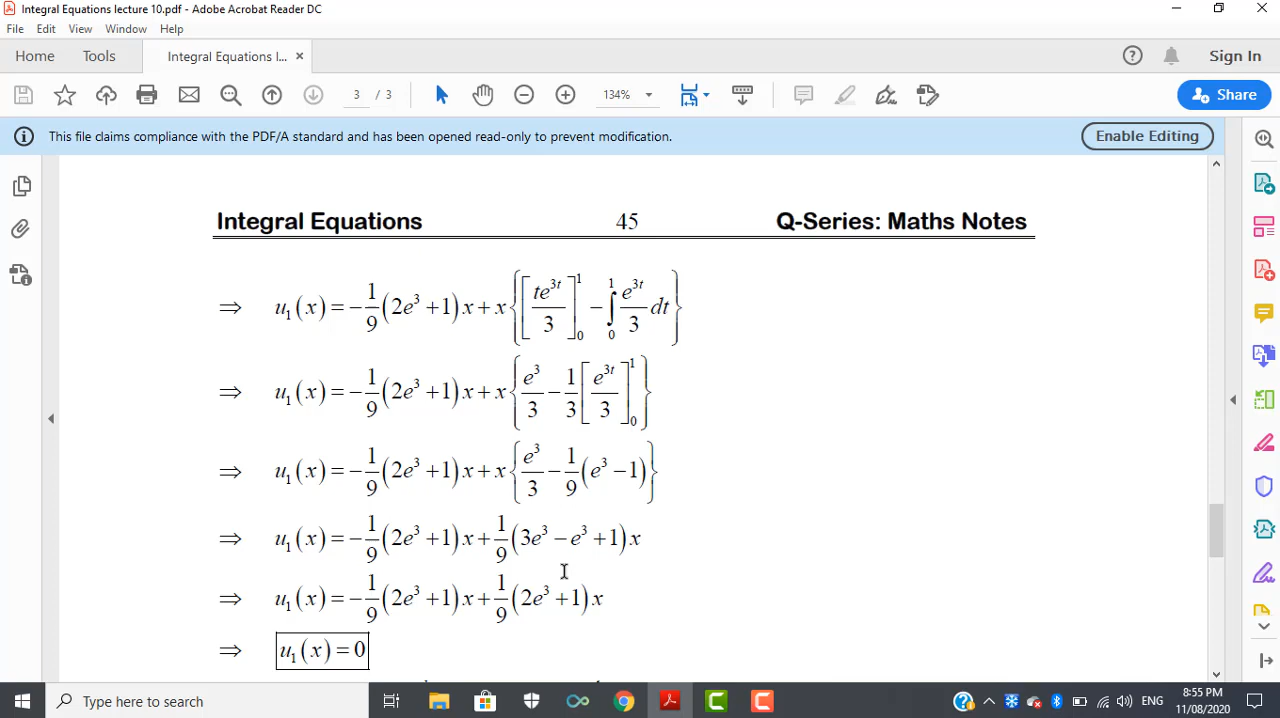 Integral Equations lecture 10.pdf - Adobe Acrobat Reader DC
File Edit View Window Help
Home Tools Integral Equations l... × Sign In
3 / 3 134% Share
This file claims compliance with the PDF/A standard and has been opened read-only to prevent modification. Enable Editing
Integral Equations 45 Q-Series: Maths Notes
⇒ u₁(x) = −1/9(2e³+1)x + x{[te^{3t}/3]₀¹ − ∫₀¹ e^{3t}/3 dt}
⇒ u₁(x) = −1/9(2e³+1)x + x{e³/3 − 1/3[e^{3t}/3]₀¹}
⇒ u₁(x) = −1/9(2e³+1)x + x{e³/3 − 1/9(e³−1)}
⇒ u₁(x) = −1/9(2e³+1)x + 1/9(3e³−e³+1)x
⇒ u₁(x) = −1/9(2e³+1)x + 1/9(2e³+1)x
⇒ u₁(x) = 0
Type here to search
ENG
8:55 PM
11/08/2020